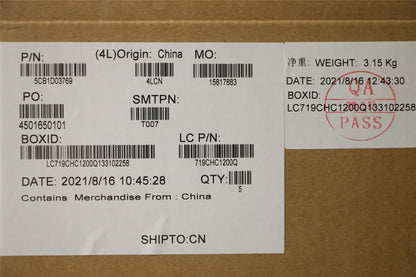 P/N: (4L)Origin: China MO:
5CB1D03769 4LCN 15817883
PO: SMTPN:
4501650101 T007
BOXID: LC P/N:
LC719CHC1200Q133102258 719CHC1200Q
DATE: 2021/8/16 10:45:28 QTY:
5
Contains Merchandise From : China
SHIPTO:CN
净重: WEIGHT: 3.15 Kg
DATE: 2021/8/16 12:43:30
BOXID:
LC719CHC1200Q133102258
QA
PASS